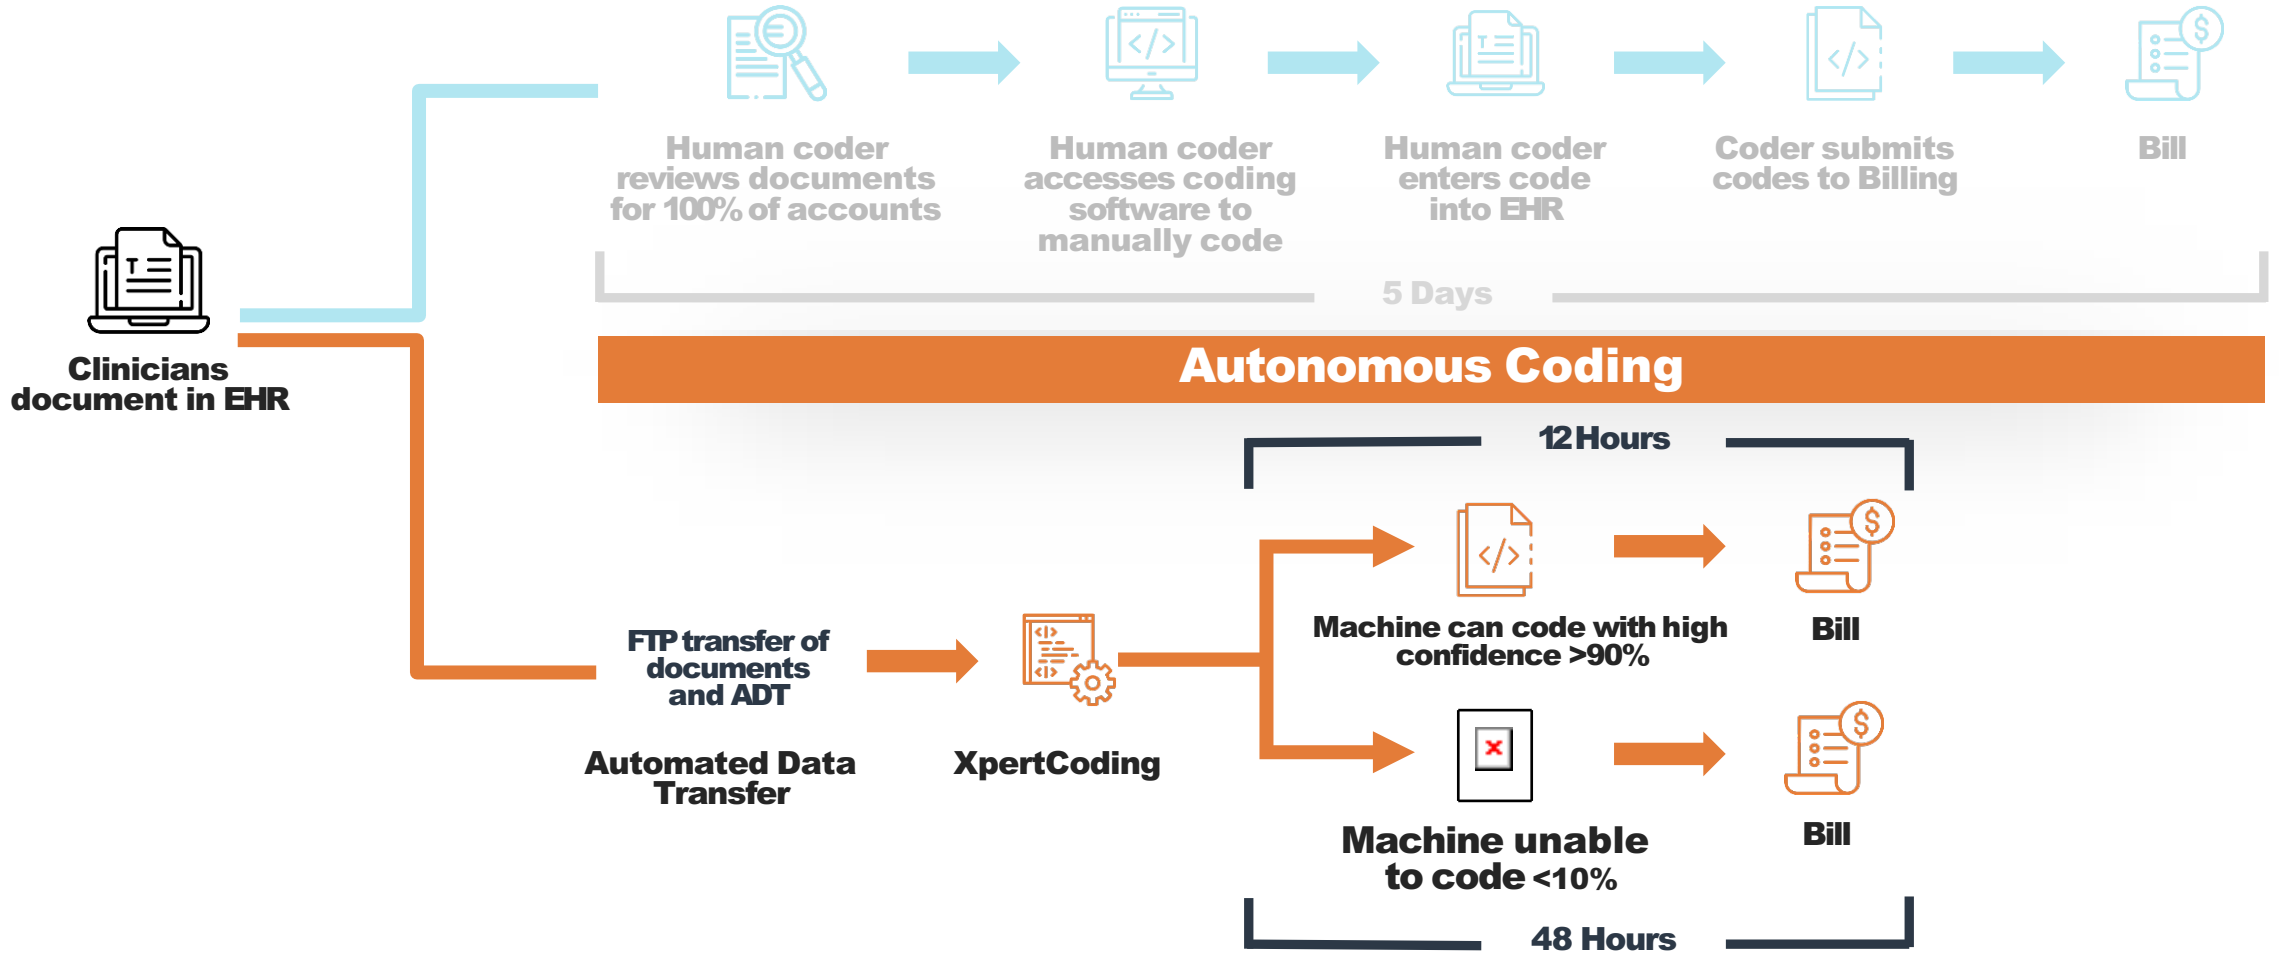 Human coder
reviews documents
for 100% of accounts
Human coder
accesses coding
software to
manually code
Human coder
enters code
into EHR
Coder submits
codes to Billing
Bill
5 Days
Clinicians
document in EHR
Autonomous Coding
12 Hours
FTP transfer of
documents
and ADT
Automated Data
Transfer
XpertCoding
Machine can code with high
confidence >90%
Bill
Machine unable
to code <10%
Bill
48 Hours